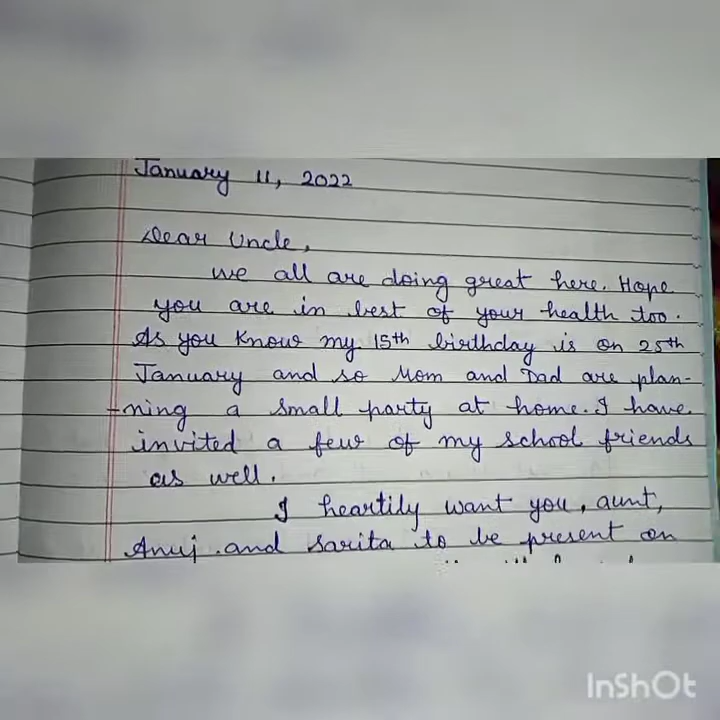 January 11, 2022
Dear Uncle,
We all are doing great here. Hope
you are in best of your health too.
As you know my 15th birthday is on 25th
January and so Mom and Dad are plan-
-ning a small party at home. I have
invited a few of my school friends
as well.
I heartily want you, aunt,
Anuj and Sarita to be present on
InShOt